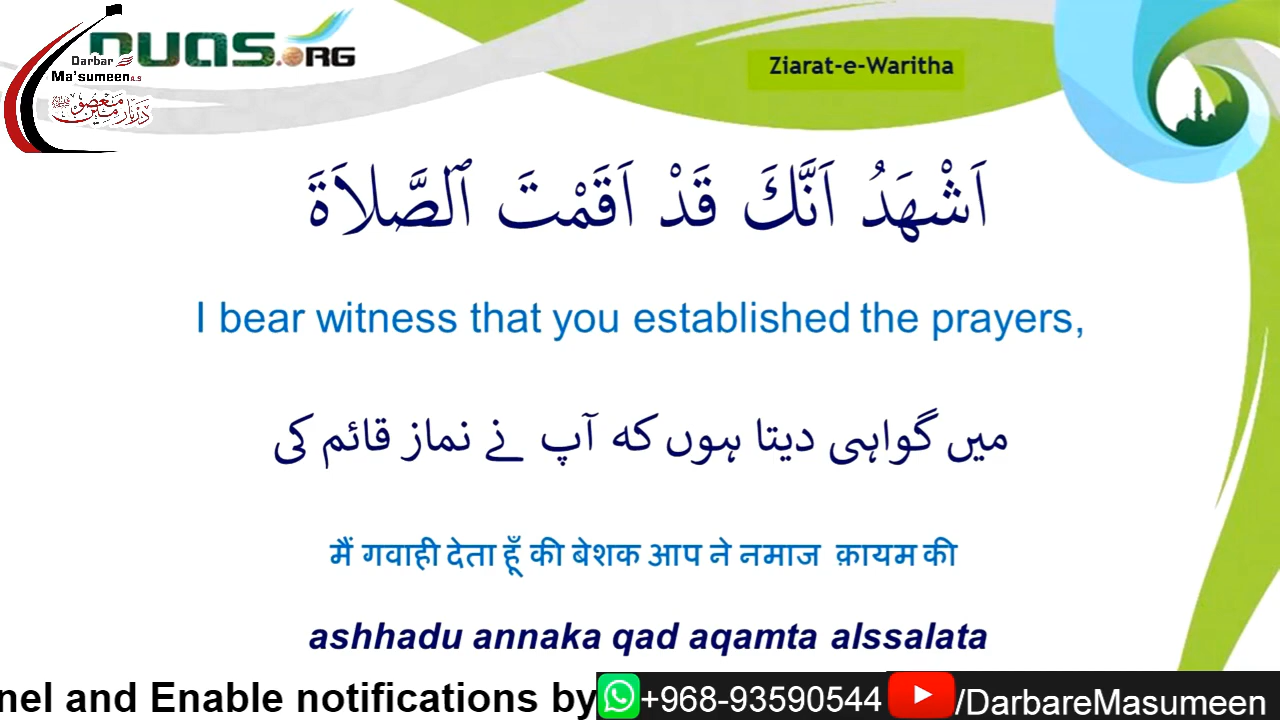 DUAS.ORG
Darbar
Ma'sumeen A.S
دربار معصومین
Ziarat-e-Waritha
اَشْهَدُ اَنَّكَ قَدْ اَقَمْتَ ٱلصَّلاَةَ
I bear witness that you established the prayers,
میں گواہی دیتا ہوں کہ آپ نے نماز قائم کی
मैं गवाही देता हूँ की बेशक आप ने नमाज क़ायम की
ashhadu annaka qad aqamta alssalata
nel and Enable notifications by
+968-93590544
/DarbareMasumeen